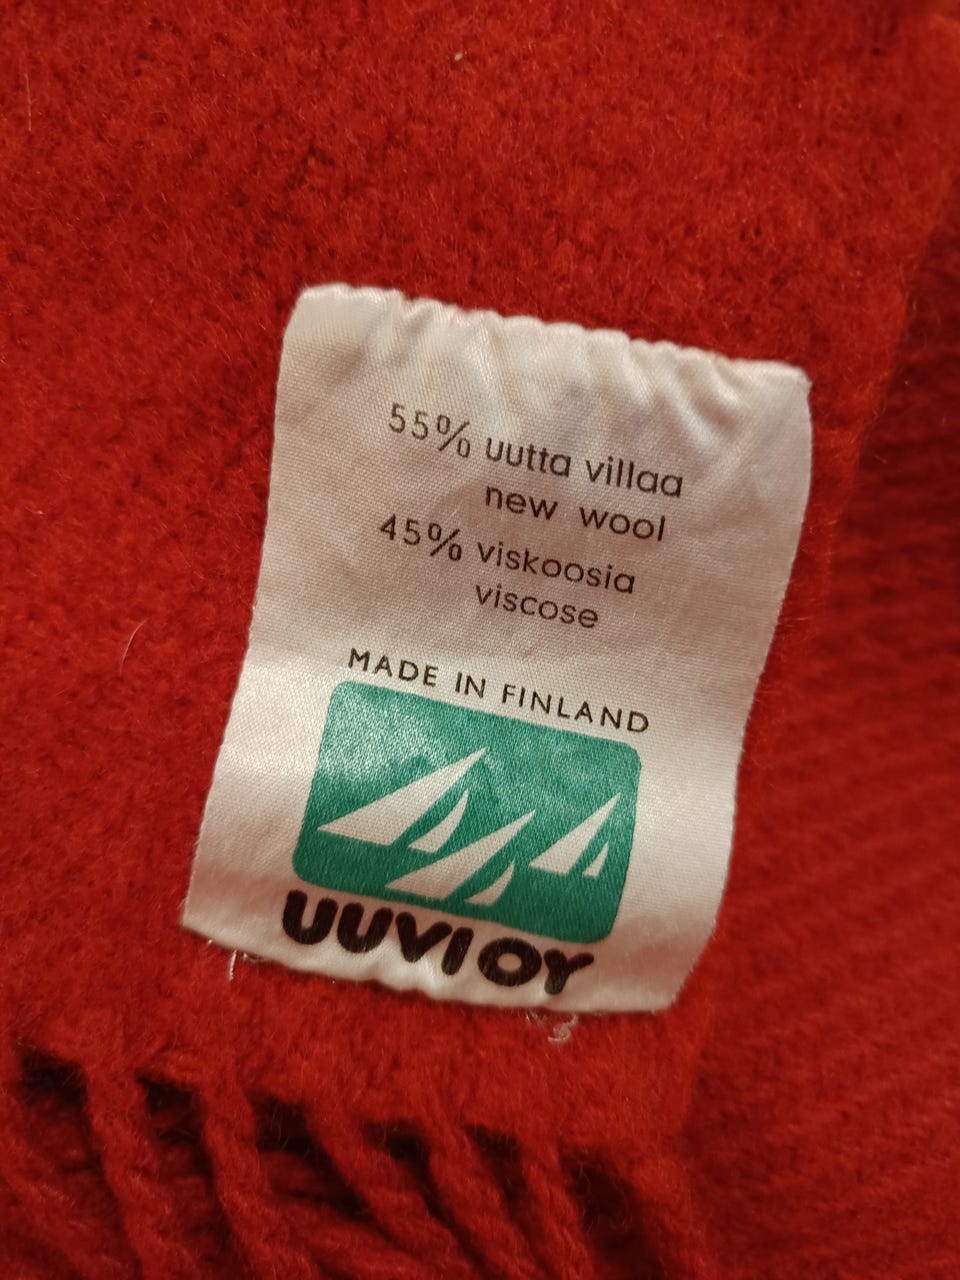 55% uutta villaa
new wool
45% viskoosia
viscose
MADE IN FINLAND
UUVI OY